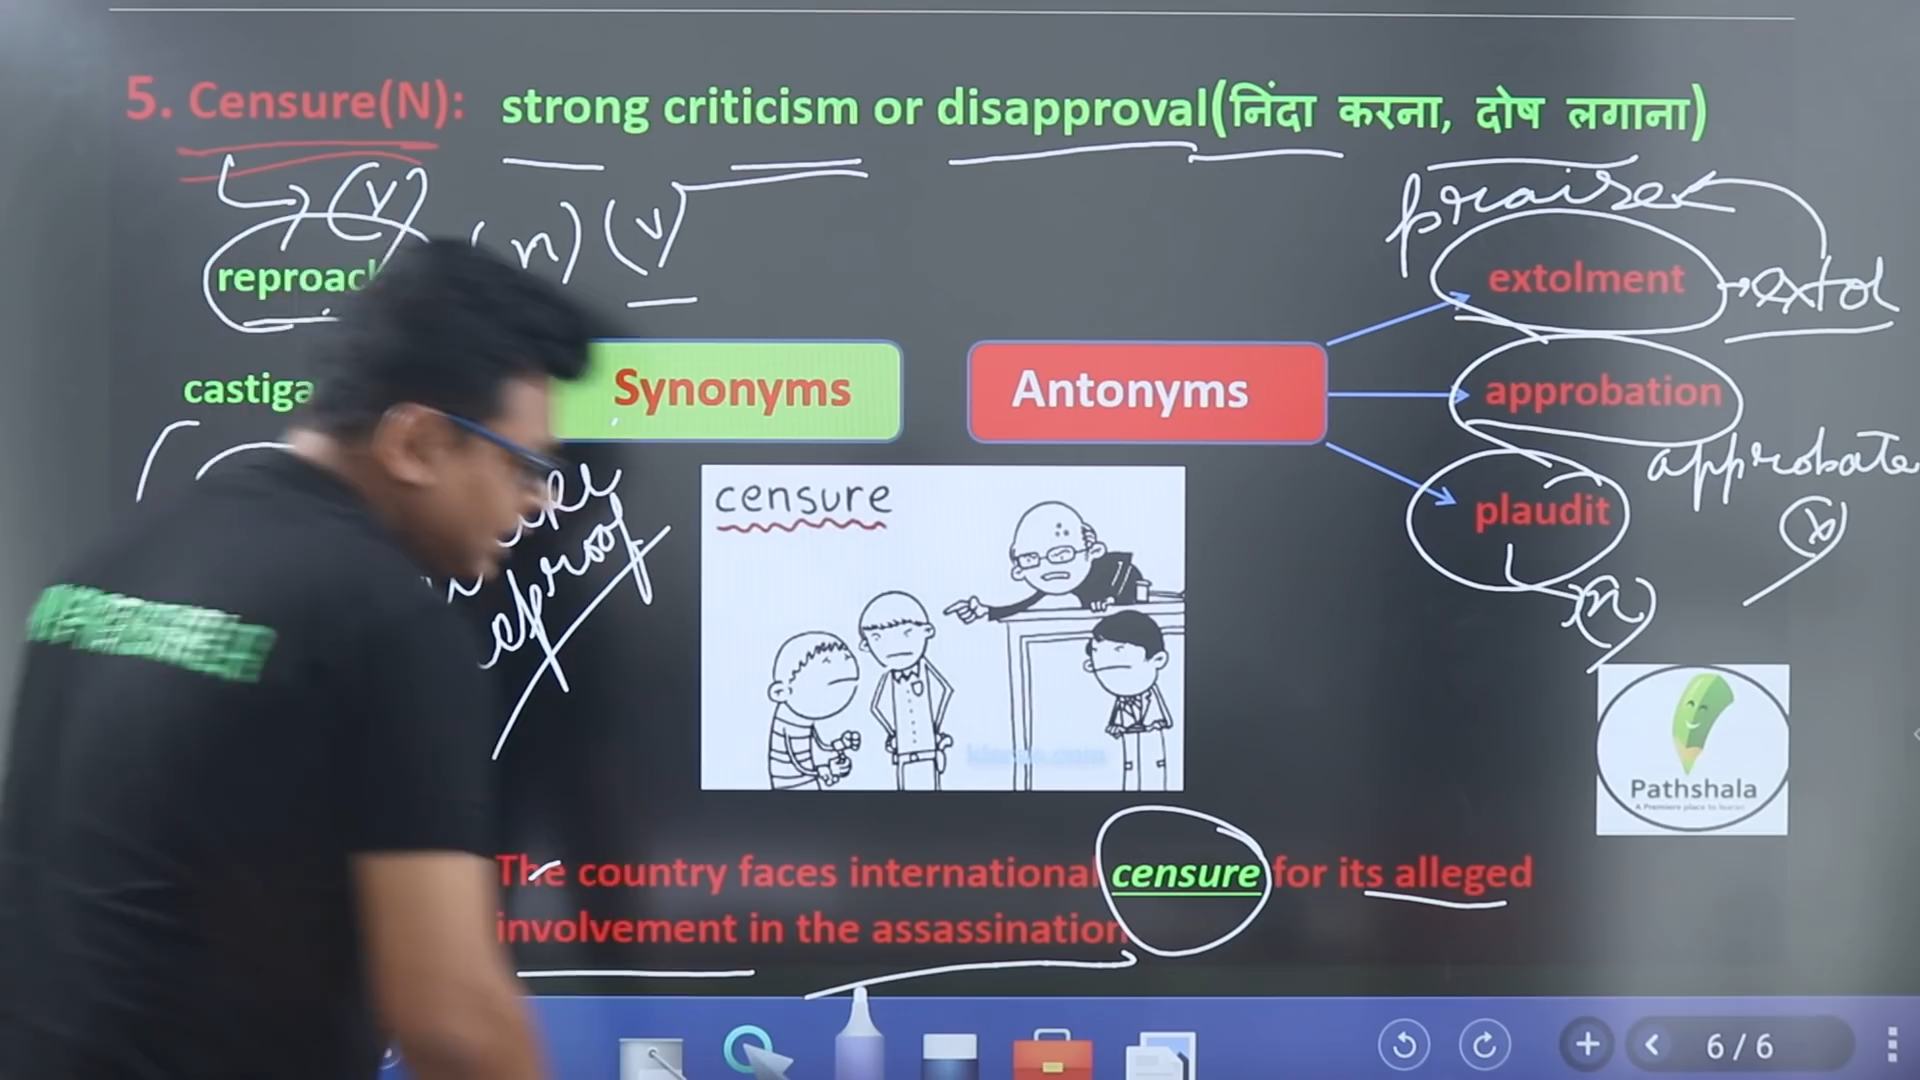 5. Censure(N): strong criticism or disapproval(निंदा करना, दोष लगाना)
(v) (n) (v)
praise
reproac
extolment extol
castiga
Synonyms
Antonyms
approbation
approbate
(v)
plaudit
(n)
eproof
censure
Pathshala
The country faces international censure for its alleged
involvement in the assassination
6/6